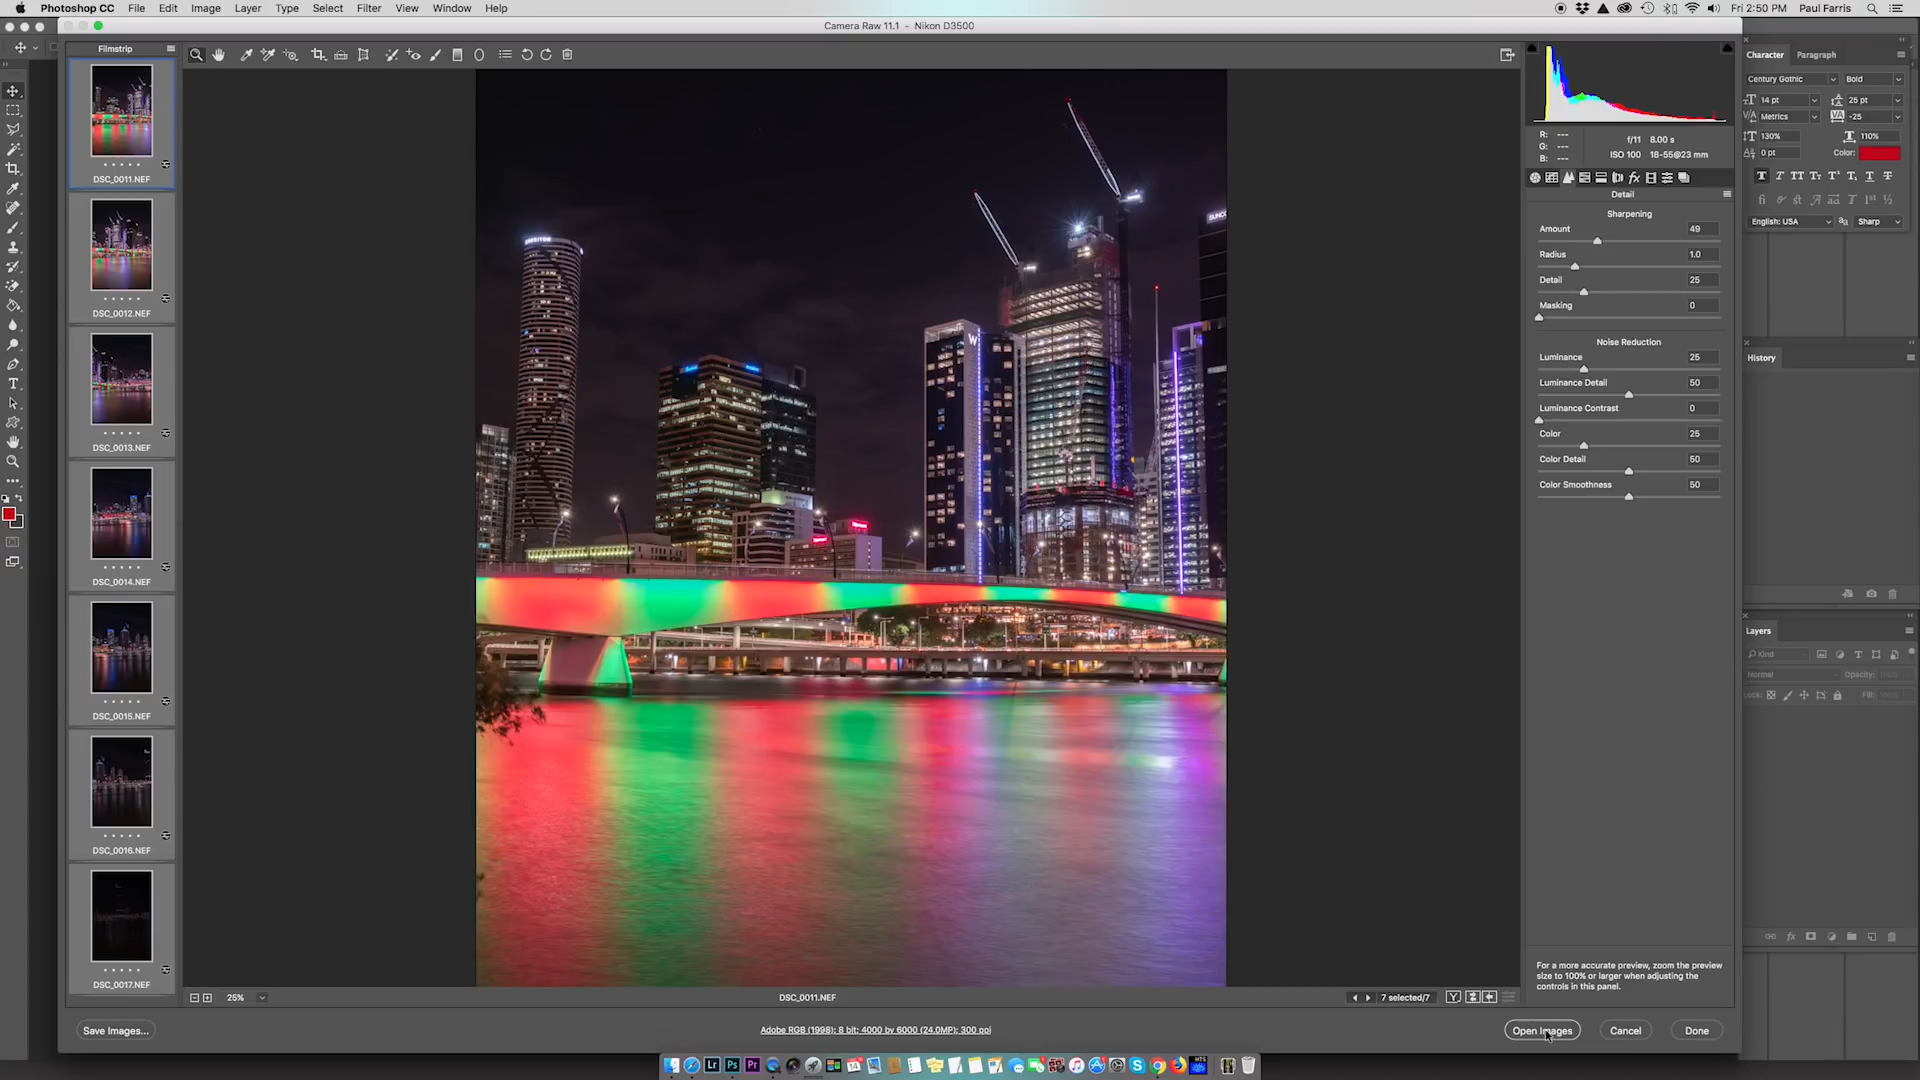 Photoshop CC File Edit Image Layer Type Select Filter View Window Help
Fri 2:50 PM Paul Farris
Camera Raw 11.1 - Nikon D3500
Filmstrip
DSC_0011.NEF
DSC_0012.NEF
DSC_0013.NEF
DSC_0014.NEF
DSC_0015.NEF
DSC_0016.NEF
DSC_0017.NEF
W
R: ---
G: ---
B: ---
f/11 8.00 s
ISO 100 18-55@23 mm
Detail
Sharpening
Amount 49
Radius 1.0
Detail 25
Masking 0
Noise Reduction
Luminance 25
Luminance Detail 50
Luminance Contrast 0
Color 25
Color Detail 50
Color Smoothness 50
For a more accurate preview, zoom the preview
size to 100% or larger when adjusting the
controls in this panel.
25%
DSC_0011.NEF
7 selected/7
Save Images...
Adobe RGB (1998); 8 bit; 4000 by 6000 (24.0MP); 300 ppi
Open Images Cancel Done
Character Paragraph
Century Gothic Bold
14 pt 25 pt
Metrics -25
130% 110%
0 pt Color:
English: USA Sharp
History
Layers
Kind
Normal Opacity: 100%
Lock: Fill: